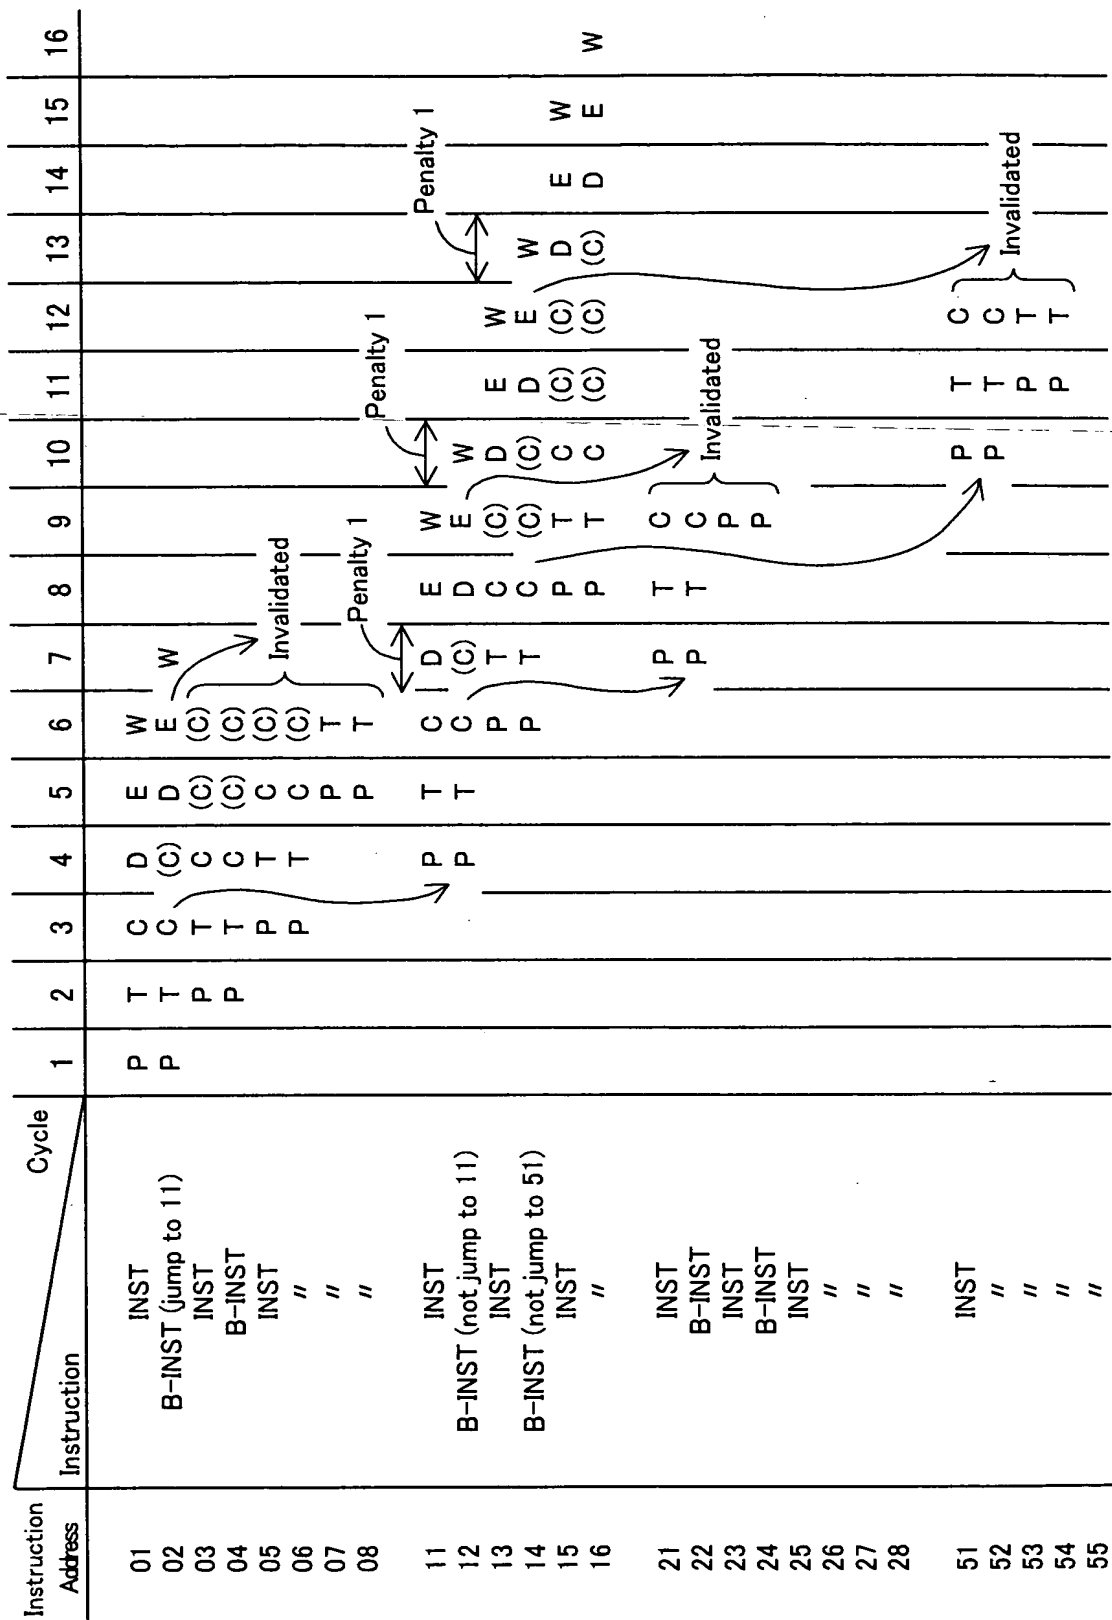 Instruction Address Instruction Cycle 1 2 3 4 5 6 7 8 9 10 11 12 13 14 15 16
01 INST P T C D E W
02 B-INST (jump to 11) P T C (C) D E W
03 INST P T C (C) (C)
04 B-INST P T C (C) (C)
05 INST P T C (C)
06 〃 P T C (C)
07 〃 P T
08 〃 P T
Invalidated
Penalty 1
Penalty 1
Penalty 1
11 INST P T C D E W
12 B-INST (not jump to 11) P T C (C) D E W
13 INST P T C (C) D E W
14 B-INST (not jump to 51) P T C (C) (C) D E W
15 INST P T C (C) (C) D E W
16 〃 P T C (C) (C) (C) D E W
21 INST P T C
22 B-INST P T C
23 INST P
24 B-INST P
25 INST
26 〃
27 〃
28 〃
Invalidated
51 INST P T C
52 〃 P T C
53 〃 P T
54 〃 P T
55 〃
Invalidated